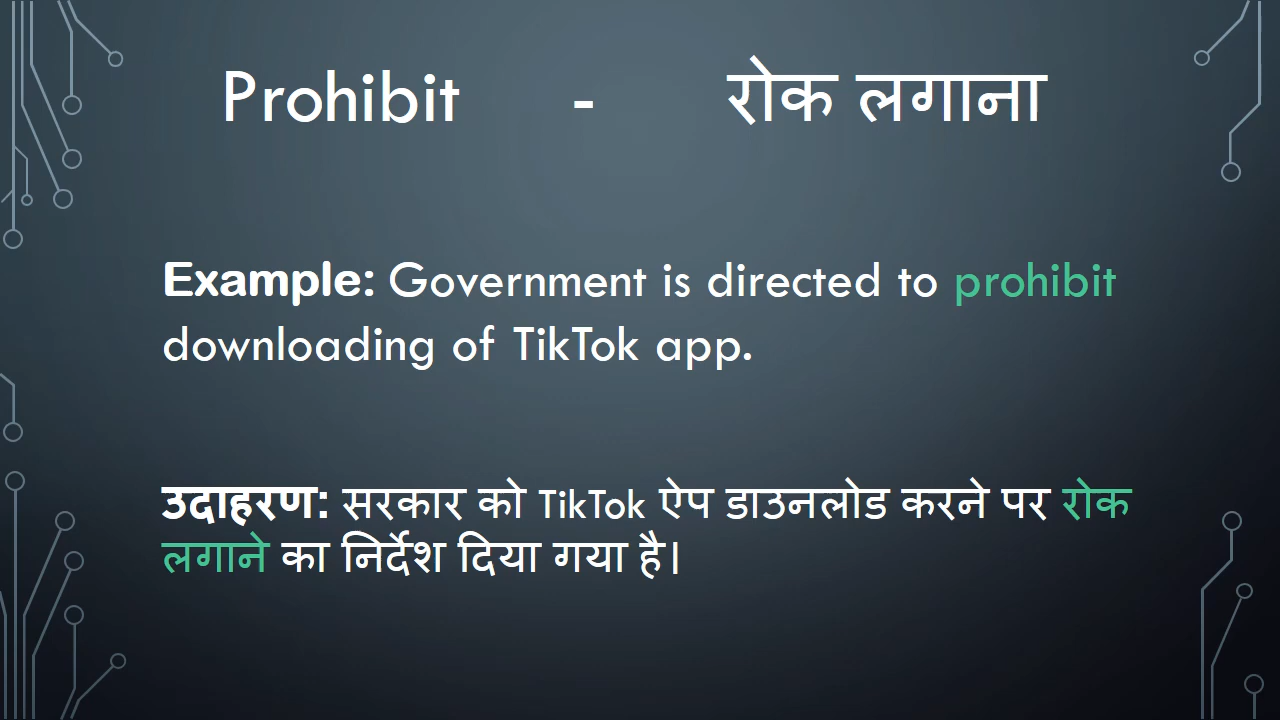 Prohibit - रोक लगाना
Example: Government is directed to prohibit
downloading of TikTok app.
उदाहरण: सरकार को TikTok ऐप डाउनलोड करने पर रोक
लगाने का निर्देश दिया गया है।